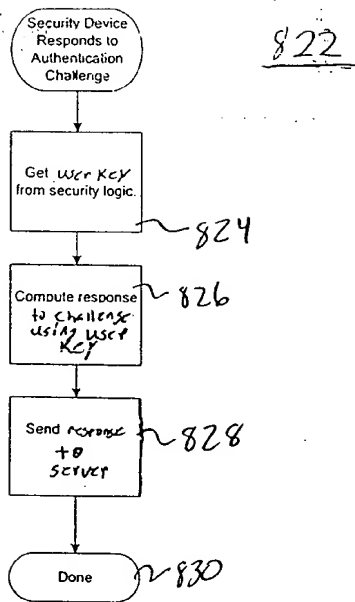 Security Device
Responds to
Authentication
Challenge
822
Get user key
from security logic.
824
Compute response
to challenge
using user
key
826
Send response
to
server
828
Done
830